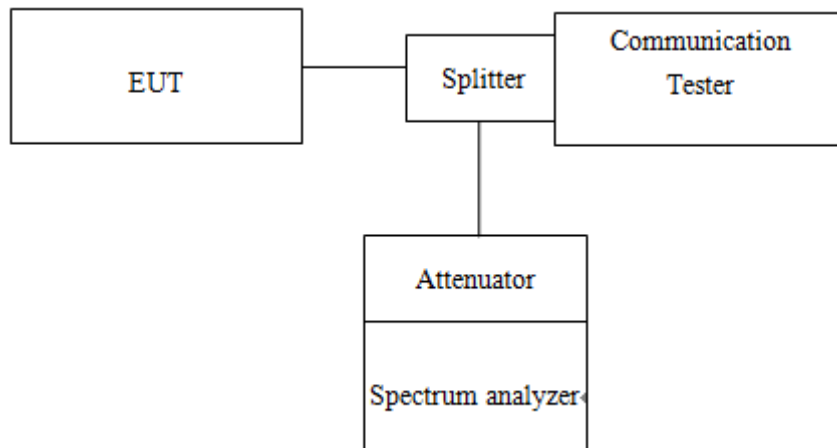 EUT
Splitter
Communication
Tester
Attenuator
Spectrum analyzer